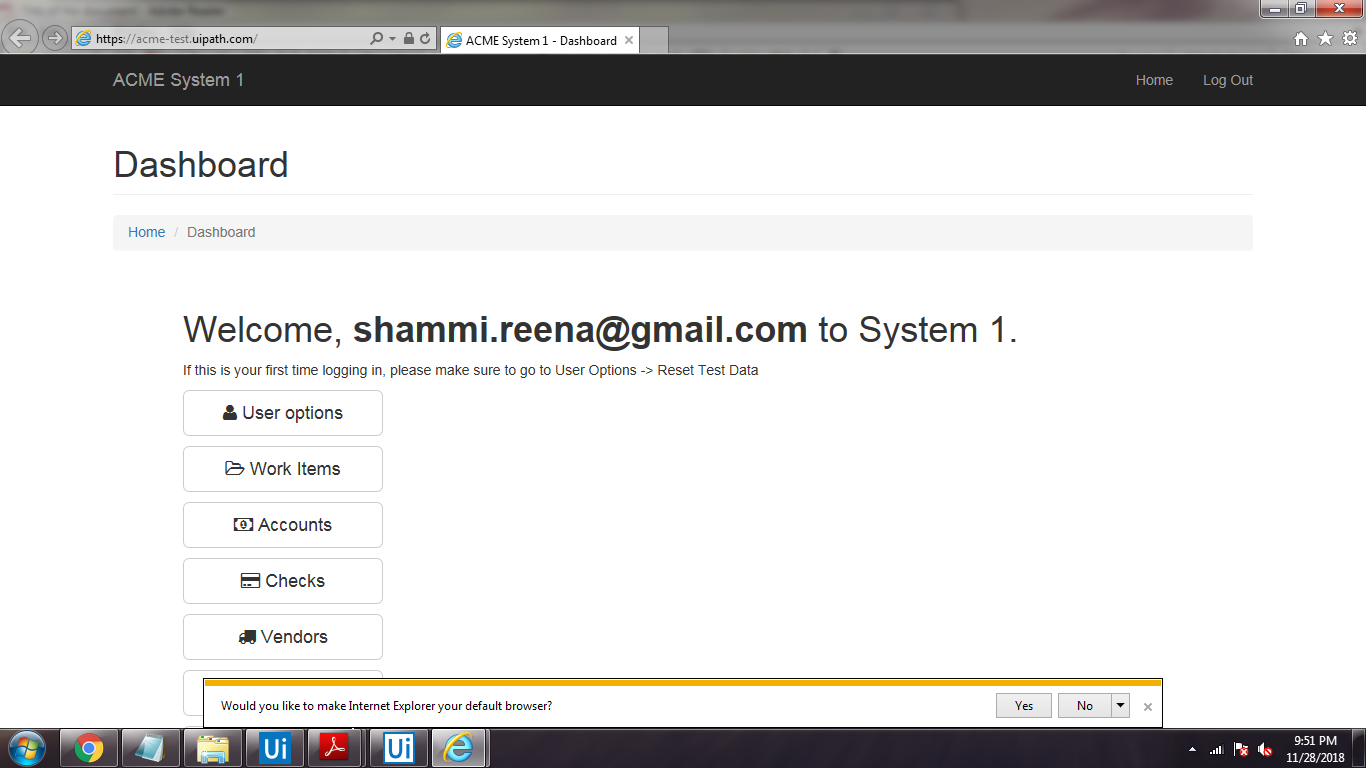 https://acme-test.uipath.com/
ACME System 1 - Dashboard
ACME System 1
Home
Log Out
Dashboard
Home / Dashboard
Welcome, shammi.reena@gmail.com to System 1.
If this is your first time logging in, please make sure to go to User Options -> Reset Test Data
User options
Work Items
Accounts
Checks
Vendors
Would you like to make Internet Explorer your default browser?
Yes
No
Ui
Ui
9:51 PM
11/28/2018